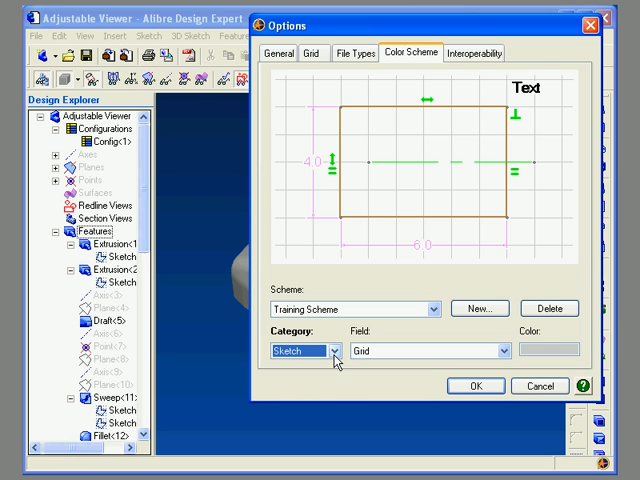 Adjustable Viewer - Alibre Design Expert
File Edit View Insert Sketch 3D Sketch Feature
Design Explorer
Adjustable Viewer
Configurations
Config<1>
Axes
Planes
Points
Surfaces
Redline Views
Section Views
Features
Extrusion<1
Sketch
Extrusion<2
Sketch
Axis<3>
Plane<4>
Draft<5>
Axis<6>
Point<7>
Plane<8>
Axis<9>
Plane<10>
Sweep<11>
Sketch
Sketch
Fillet<12>
Options
General Grid File Types Color Scheme Interoperability
Text
4.0
6.0
Scheme:
Training Scheme New... Delete
Category: Field: Color:
Sketch Grid
OK Cancel